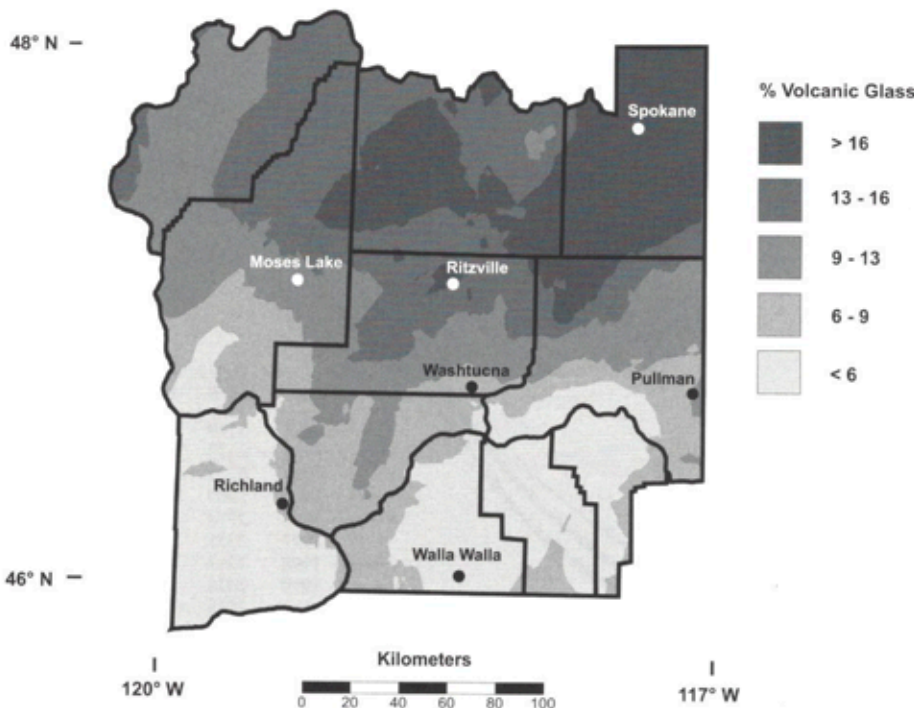 48° N
% Volcanic Glass
Spokane
> 16
13 - 16
Moses Lake
Ritzville
9 - 13
6 - 9
Washtucna
Pullman
< 6
Richland
Walla Walla
46° N
Kilometers
120° W
117° W
0 20 40 60 80 100